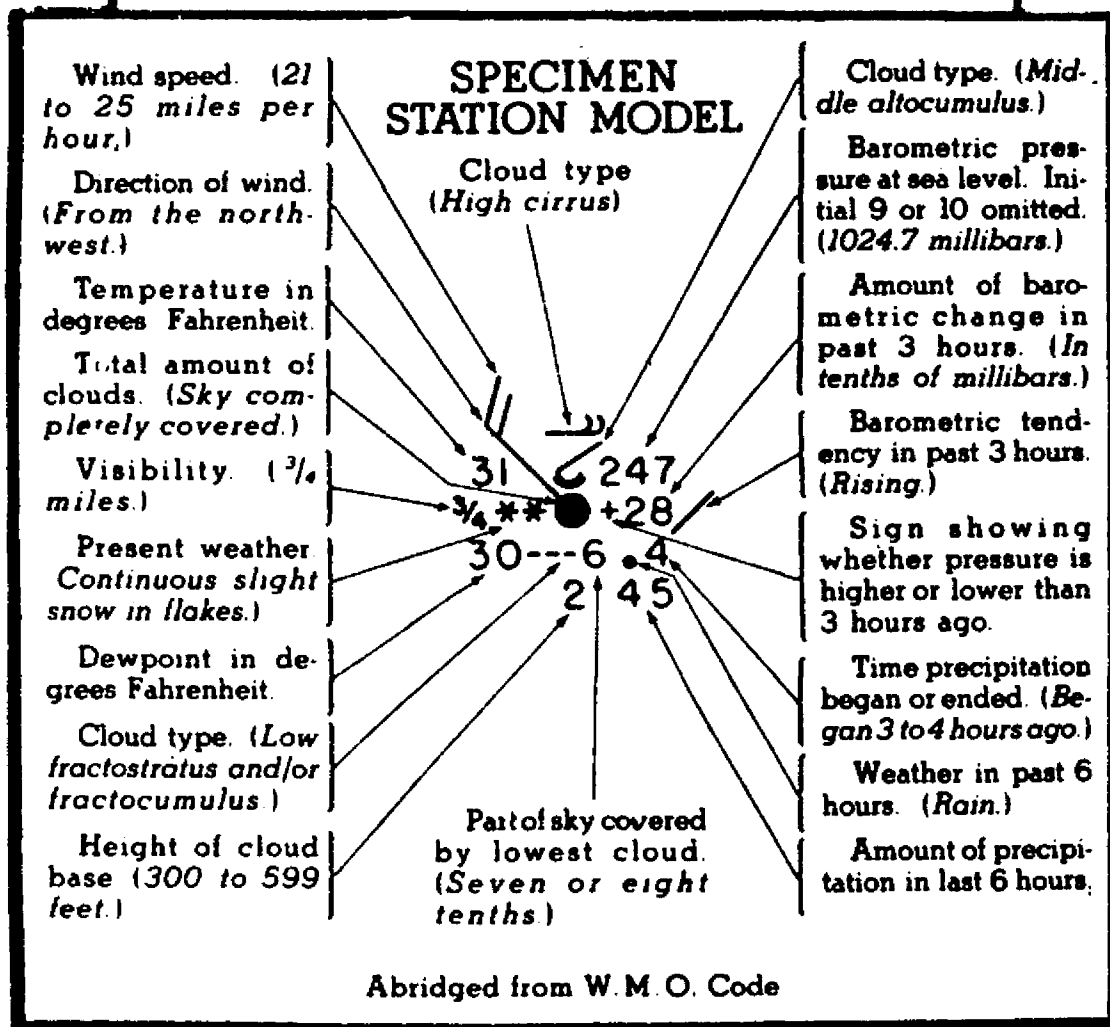 SPECIMEN
STATION MODEL
Wind speed. (21
to 25 miles per
hour.)
Direction of wind.
(From the north-
west.)
Temperature in
degrees Fahrenheit.
Total amount of
clouds. (Sky com-
pletely covered.)
Visibility. (3/4
miles.)
Present weather
Continuous slight
snow in flakes.)
Dewpoint in de-
grees Fahrenheit.
Cloud type. (Low
fractostratus and/or
fractocumulus.)
Height of cloud
base (300 to 599
feet.)
Cloud type
(High cirrus)
31 247
3/4 ** +28
30---6 . 4
2 45
Part of sky covered
by lowest cloud.
(Seven or eight
tenths.)
Cloud type. (Mid-
dle altocumulus.)
Barometric pres-
sure at sea level. Ini-
tial 9 or 10 omitted.
(1024.7 millibars.)
Amount of baro-
metric change in
past 3 hours. (In
tenths of millibars.)
Barometric tend-
ency in past 3 hours.
(Rising.)
Sign showing
whether pressure is
higher or lower than
3 hours ago.
Time precipitation
began or ended. (Be-
gan 3 to 4 hours ago.)
Weather in past 6
hours. (Rain.)
Amount of precipi-
tation in last 6 hours.
Abridged from W. M. O. Code